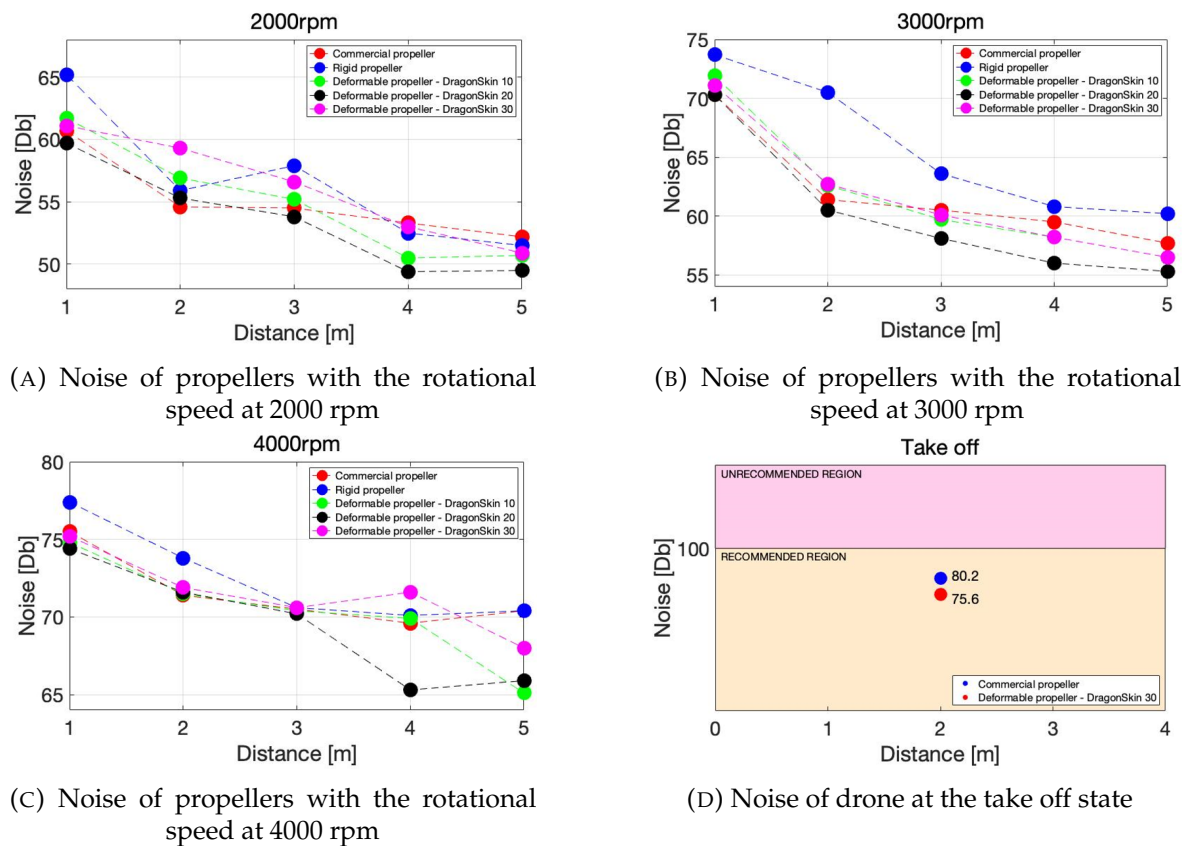 2000rpm
Noise [Db]
65
60
55
50
Commercial propeller
Rigid propeller
Deformable propeller - DragonSkin 10
Deformable propeller - DragonSkin 20
Deformable propeller - DragonSkin 30
1 2 3 4 5
Distance [m]
(A) Noise of propellers with the rotational
speed at 2000 rpm
3000rpm
Noise [Db]
75
70
65
60
55
Commercial propeller
Rigid propeller
Deformable propeller - DragonSkin 10
Deformable propeller - DragonSkin 20
Deformable propeller - DragonSkin 30
1 2 3 4 5
Distance [m]
(B) Noise of propellers with the rotational
speed at 3000 rpm
4000rpm
Noise [Db]
80
75
70
65
Commercial propeller
Rigid propeller
Deformable propeller - DragonSkin 10
Deformable propeller - DragonSkin 20
Deformable propeller - DragonSkin 30
1 2 3 4 5
Distance [m]
(C) Noise of propellers with the rotational
speed at 4000 rpm
Take off
Noise [Db]
UNRECOMMENDED REGION
100
RECOMMENDED REGION
80.2
75.6
Commercial propeller
Deformable propeller - DragonSkin 30
0 1 2 3 4
Distance [m]
(D) Noise of drone at the take off state